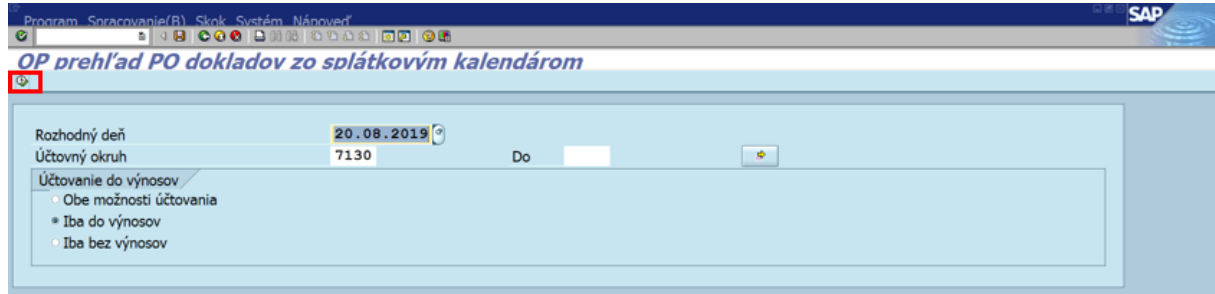 Program Spracovanie(B) Skok Systém Nápoveď
SAP
OP prehľad PO dokladov zo splátkovým kalendárom
Rozhodný deň 20.08.2019
Účtovný okruh 7130 Do
Účtovanie do výnosov
Obe možnosti účtovania
Iba do výnosov
Iba bez výnosov